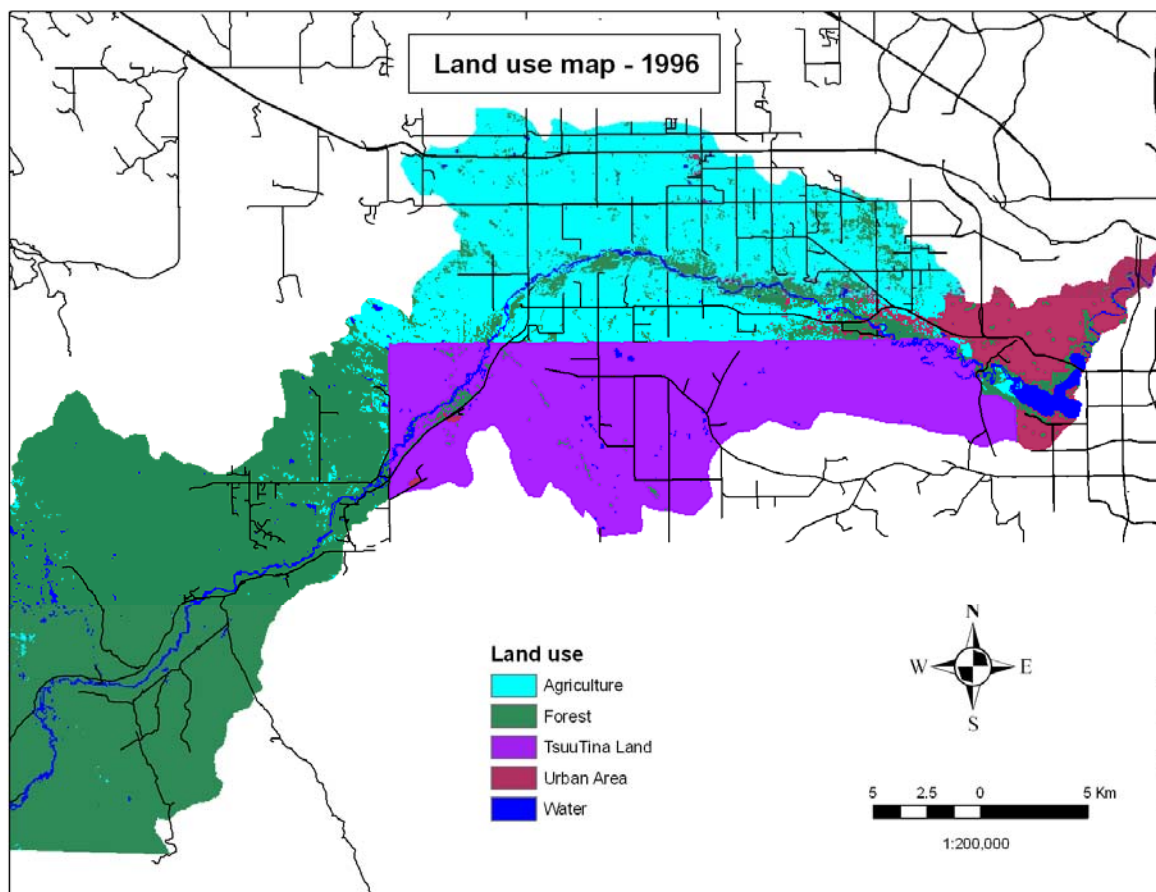 Land use map - 1996
N
W E
S
Land use
Agriculture
Forest
TsuuTina Land
Urban Area
Water
5 2.5 0 5 Km
1:200,000